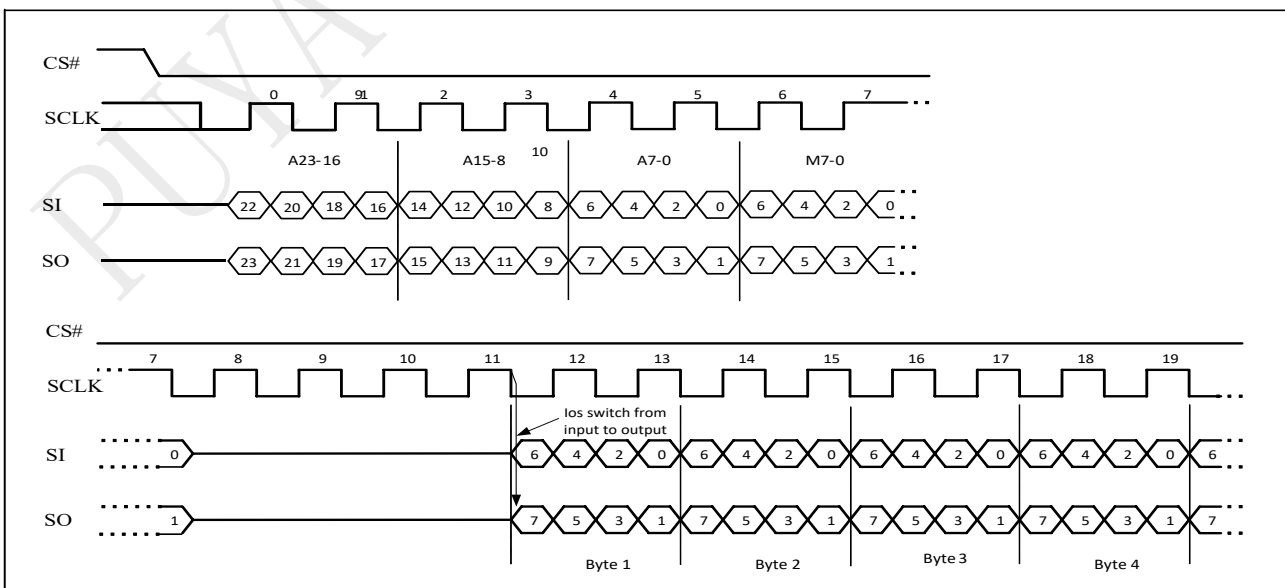 PUYA
CS#
0 91 2 3 4 5 6 7
SCLK
10
A23-16 A15-8 A7-0 M7-0
SI 22 20 18 16 14 12 10 8 6 4 2 0 6 4 2 0
SO 23 21 19 17 15 13 11 9 7 5 3 1 7 5 3 1
CS#
7 8 9 10 11 12 13 14 15 16 17 18 19
SCLK
Ios switch from
input to output
SI 0 6 4 2 0 6 4 2 0 6 4 2 0 6 4 2 0 6
SO 1 7 5 3 1 7 5 3 1 7 5 3 1 7 5 3 1 7
Byte 1 Byte 2 Byte 3 Byte 4